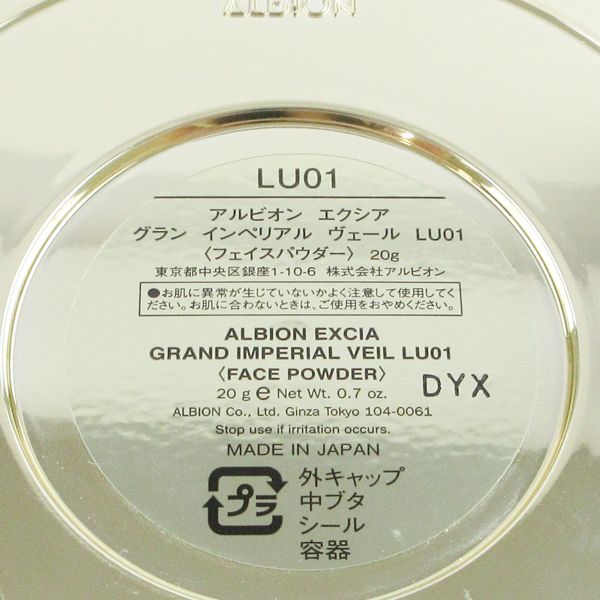 ALBION
LU01
アルビオン エクシア
グラン インペリアル ヴェール LU01
〈フェイスパウダー〉 20g
東京都中央区銀座1-10-6 株式会社アルビオン
●お肌に異常が生じていないかよく注意して使用してく
ださい。お肌に合わないときは、ご使用をおやめください。
ALBION EXCIA
GRAND IMPERIAL VEIL LU01
〈FACE POWDER〉
20 g ℮ Net Wt. 0.7 oz.
DYX
ALBION Co., Ltd. Ginza Tokyo 104-0061
Stop use if irritation occurs.
MADE IN JAPAN
プラ
外キャップ
中ブタ
シール
容器